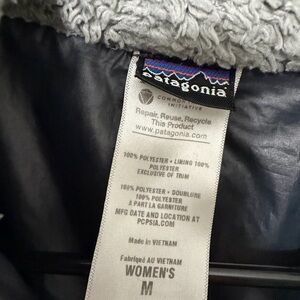 patagonia
COMMON THREADS
INITIATIVE
Repair, Reuse, Recycle
This Product
www.patagonia.com
100% POLYESTER • LINING 100%
POLYESTER
EXCLUSIVE OF TRIM
100% POLYESTER • DOUBLURE
100% POLYESTER
À PART LA GARNITURE
MFG DATE AND LOCATION AT
PCPSIA.COM
Made in VIETNAM
Fabriqué AU VIETNAM
WOMEN'S
M